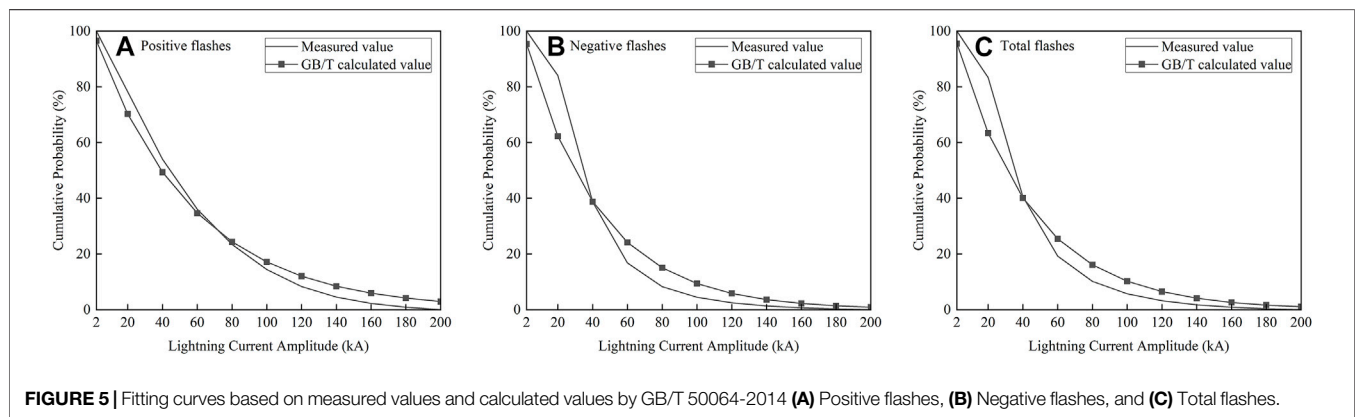 A Positive flashes
Measured value
GB/T calculated value
Cumulative Probability (%)
100
80
60
40
20
0
2 20 40 60 80 100 120 140 160 180 200
Lightning Current Amplitude (kA)
B Negative flashes
Measured value
GB/T calculated value
Cumulative Probability (%)
100
80
60
40
20
0
2 20 40 60 80 100 120 140 160 180 200
Lightning Current Amplitude (kA)
C Total flashes
Measured value
GB/T calculated value
Cumulative Probability (%)
100
80
60
40
20
0
2 20 40 60 80 100 120 140 160 180 200
Lightning Current Amplitude (kA)
FIGURE 5 | Fitting curves based on measured values and calculated values by GB/T 50064-2014 (A) Positive flashes, (B) Negative flashes, and (C) Total flashes.